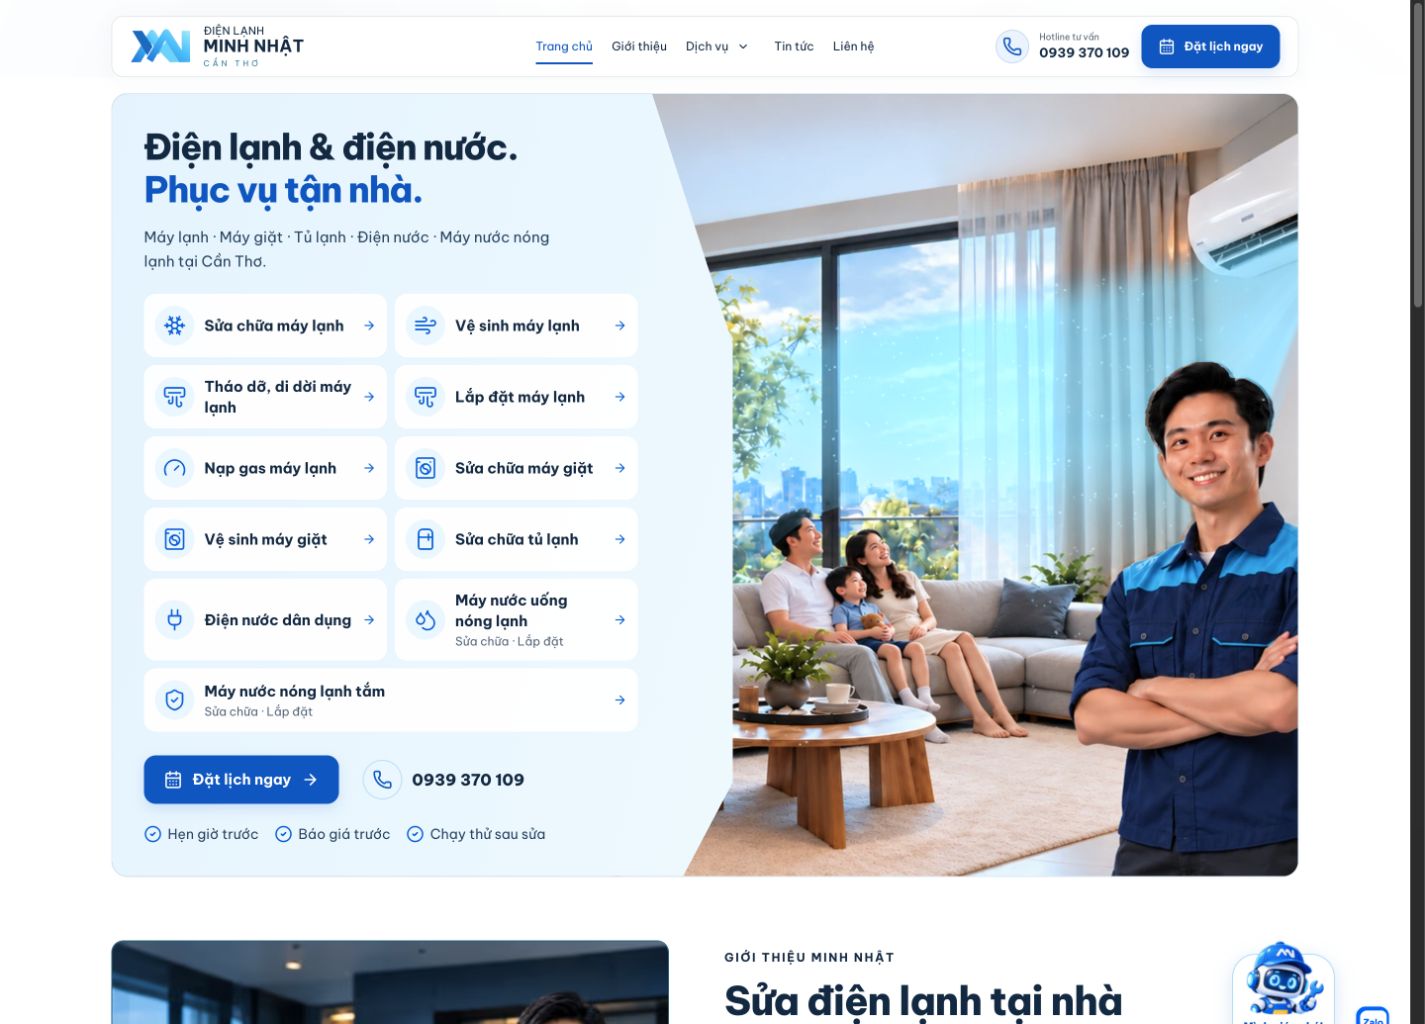 ĐIỆN LẠNH
MINH NHẬT
CẦN THƠ
Trang chủ
Giới thiệu
Dịch vụ
Tin tức
Liên hệ
Hotline tư vấn
0939 370 109
Đặt lịch ngay
Điện lạnh & điện nước.
Phục vụ tận nhà.
Máy lạnh · Máy giặt · Tủ lạnh · Điện nước · Máy nước nóng
lạnh tại Cần Thơ.
Sửa chữa máy lạnh
Vệ sinh máy lạnh
Tháo dỡ, di dời máy
lạnh
Lắp đặt máy lạnh
Nạp gas máy lạnh
Sửa chữa máy giặt
Vệ sinh máy giặt
Sửa chữa tủ lạnh
Điện nước dân dụng
Máy nước uống
nóng lạnh
Sửa chữa · Lắp đặt
Máy nước nóng lạnh tắm
Sửa chữa · Lắp đặt
Đặt lịch ngay
0939 370 109
Hẹn giờ trước
Báo giá trước
Chạy thử sau sửa
GIỚI THIỆU MINH NHẬT
Sửa điện lạnh tại nhà
Zalo